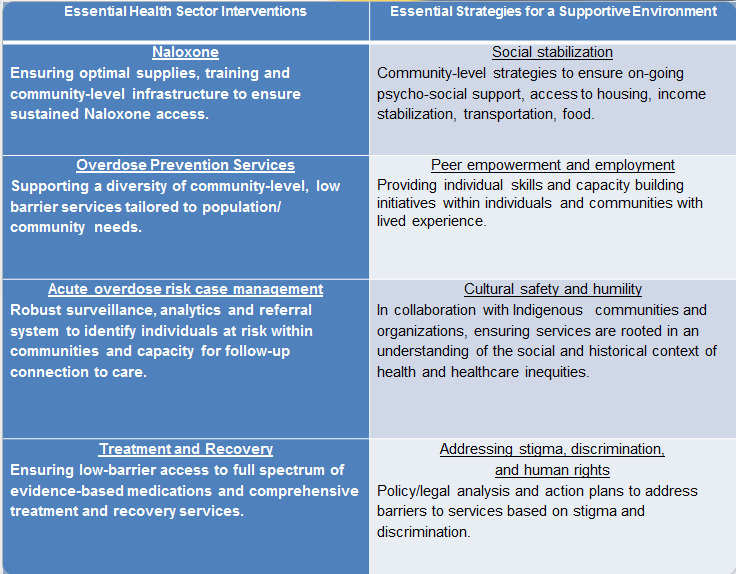 Essential Health Sector Interventions
Essential Strategies for a Supportive Environment
Naloxone
Ensuring optimal supplies, training and
community-level infrastructure to ensure
sustained Naloxone access.
Social stabilization
Community-level strategies to ensure on-going
psycho-social support, access to housing, income
stabilization, transportation, food.
Overdose Prevention Services
Supporting a diversity of community-level, low
barrier services tailored to population/
community needs.
Peer empowerment and employment
Providing individual skills and capacity building
initiatives within individuals and communities with
lived experience.
Acute overdose risk case management
Robust surveillance, analytics and referral
system to identify individuals at risk within
communities and capacity for follow-up
connection to care.
Cultural safety and humility
In collaboration with Indigenous communities and
organizations, ensuring services are rooted in an
understanding of the social and historical context of
health and healthcare inequities.
Treatment and Recovery
Ensuring low-barrier access to full spectrum of
evidence-based medications and comprehensive
treatment and recovery services.
Addressing stigma, discrimination,
and human rights
Policy/legal analysis and action plans to address
barriers to services based on stigma and
discrimination.